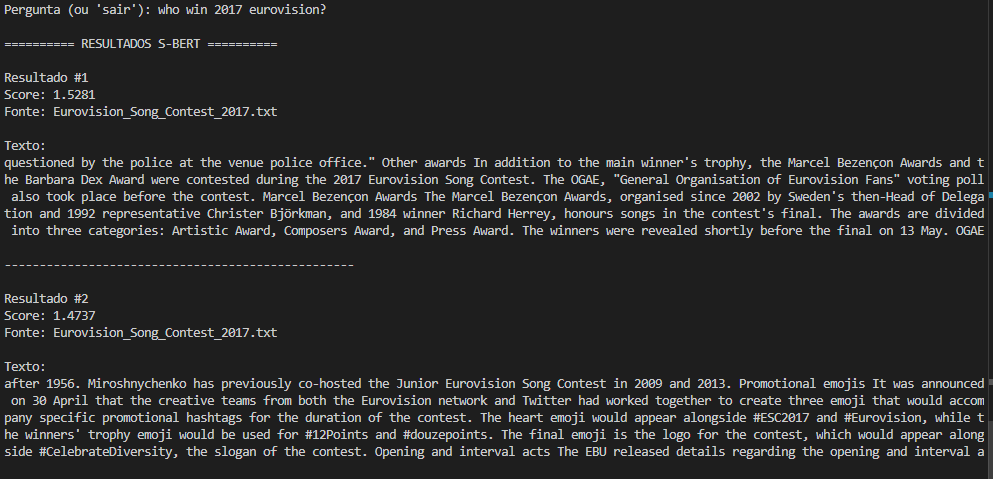 Pergunta (ou 'sair'): who win 2017 eurovision?
========== RESULTADOS S-BERT ==========
Resultado #1
Score: 1.5281
Fonte: Eurovision_Song_Contest_2017.txt
Texto:
questioned by the police at the venue police office." Other awards In addition to the main winner's trophy, the Marcel Bezençon Awards and t
he Barbara Dex Award were contested during the 2017 Eurovision Song Contest. The OGAE, "General Organisation of Eurovision Fans" voting poll
 also took place before the contest. Marcel Bezençon Awards The Marcel Bezençon Awards, organised since 2002 by Sweden's then-Head of Delega
tion and 1992 representative Christer Björkman, and 1984 winner Richard Herrey, honours songs in the contest's final. The awards are divided
 into three categories: Artistic Award, Composers Award, and Press Award. The winners were revealed shortly before the final on 13 May. OGAE
--------------------------------------------------
Resultado #2
Score: 1.4737
Fonte: Eurovision_Song_Contest_2017.txt
Texto:
after 1956. Miroshnychenko has previously co-hosted the Junior Eurovision Song Contest in 2009 and 2013. Promotional emojis It was announced
 on 30 April that the creative teams from both the Eurovision network and Twitter had worked together to create three emoji that would accom
pany specific promotional hashtags for the duration of the contest. The heart emoji would appear alongside #ESC2017 and #Eurovision, while t
he winners' trophy emoji would be used for #12Points and #douzepoints. The final emoji is the logo for the contest, which would appear along
side #CelebrateDiversity, the slogan of the contest. Opening and interval acts The EBU released details regarding the opening and interval a